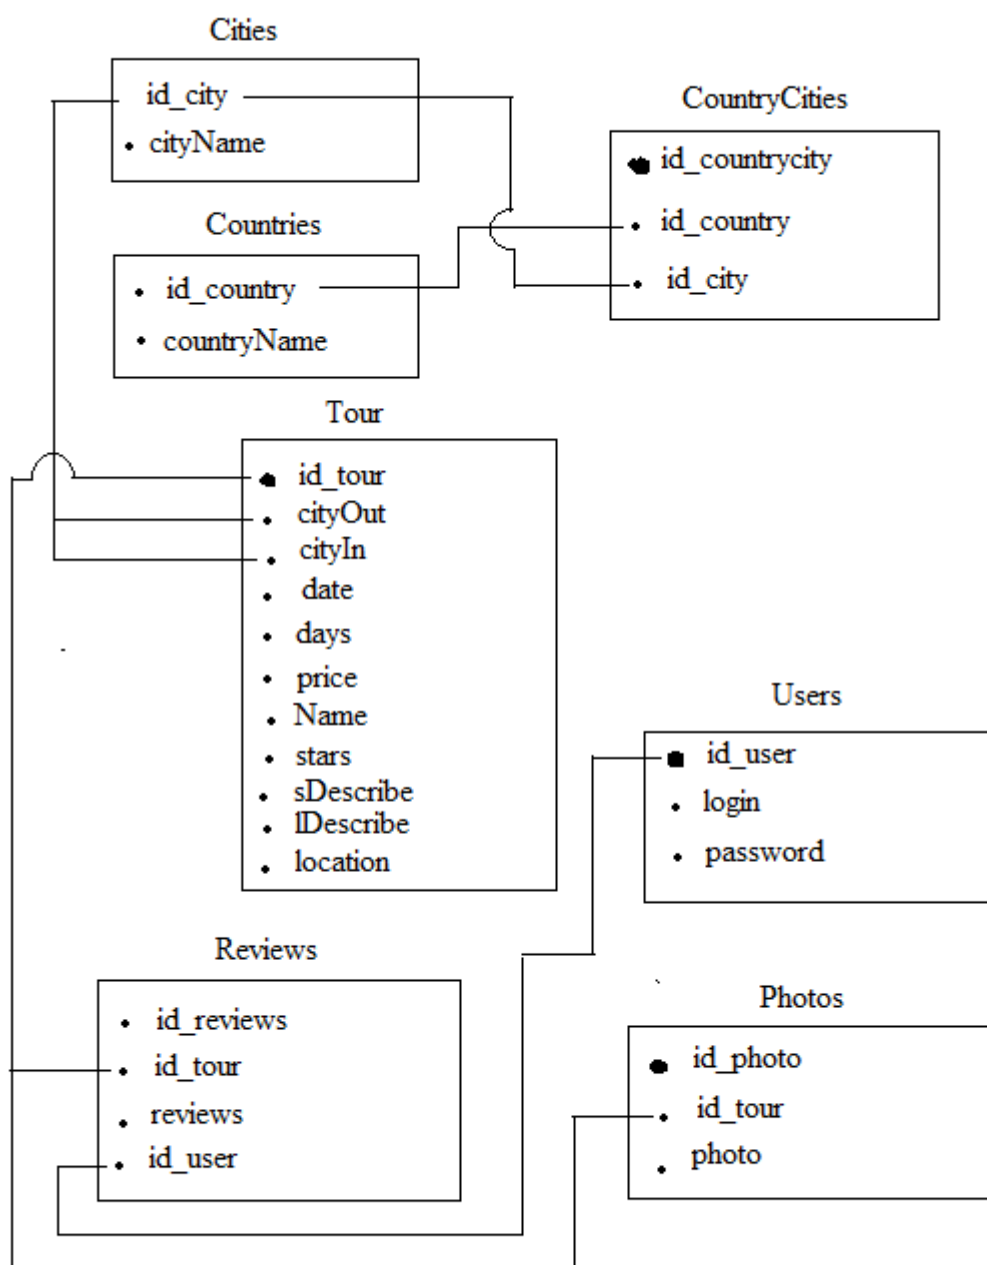 Cities
id_city
cityName
CountryCities
id_countrycity
id_country
id_city
Countries
id_country
countryName
Tour
id_tour
cityOut
cityIn
date
days
price
Name
stars
sDescribe
lDescribe
location
Users
id_user
login
password
Reviews
id_reviews
id_tour
reviews
id_user
Photos
id_photo
id_tour
photo